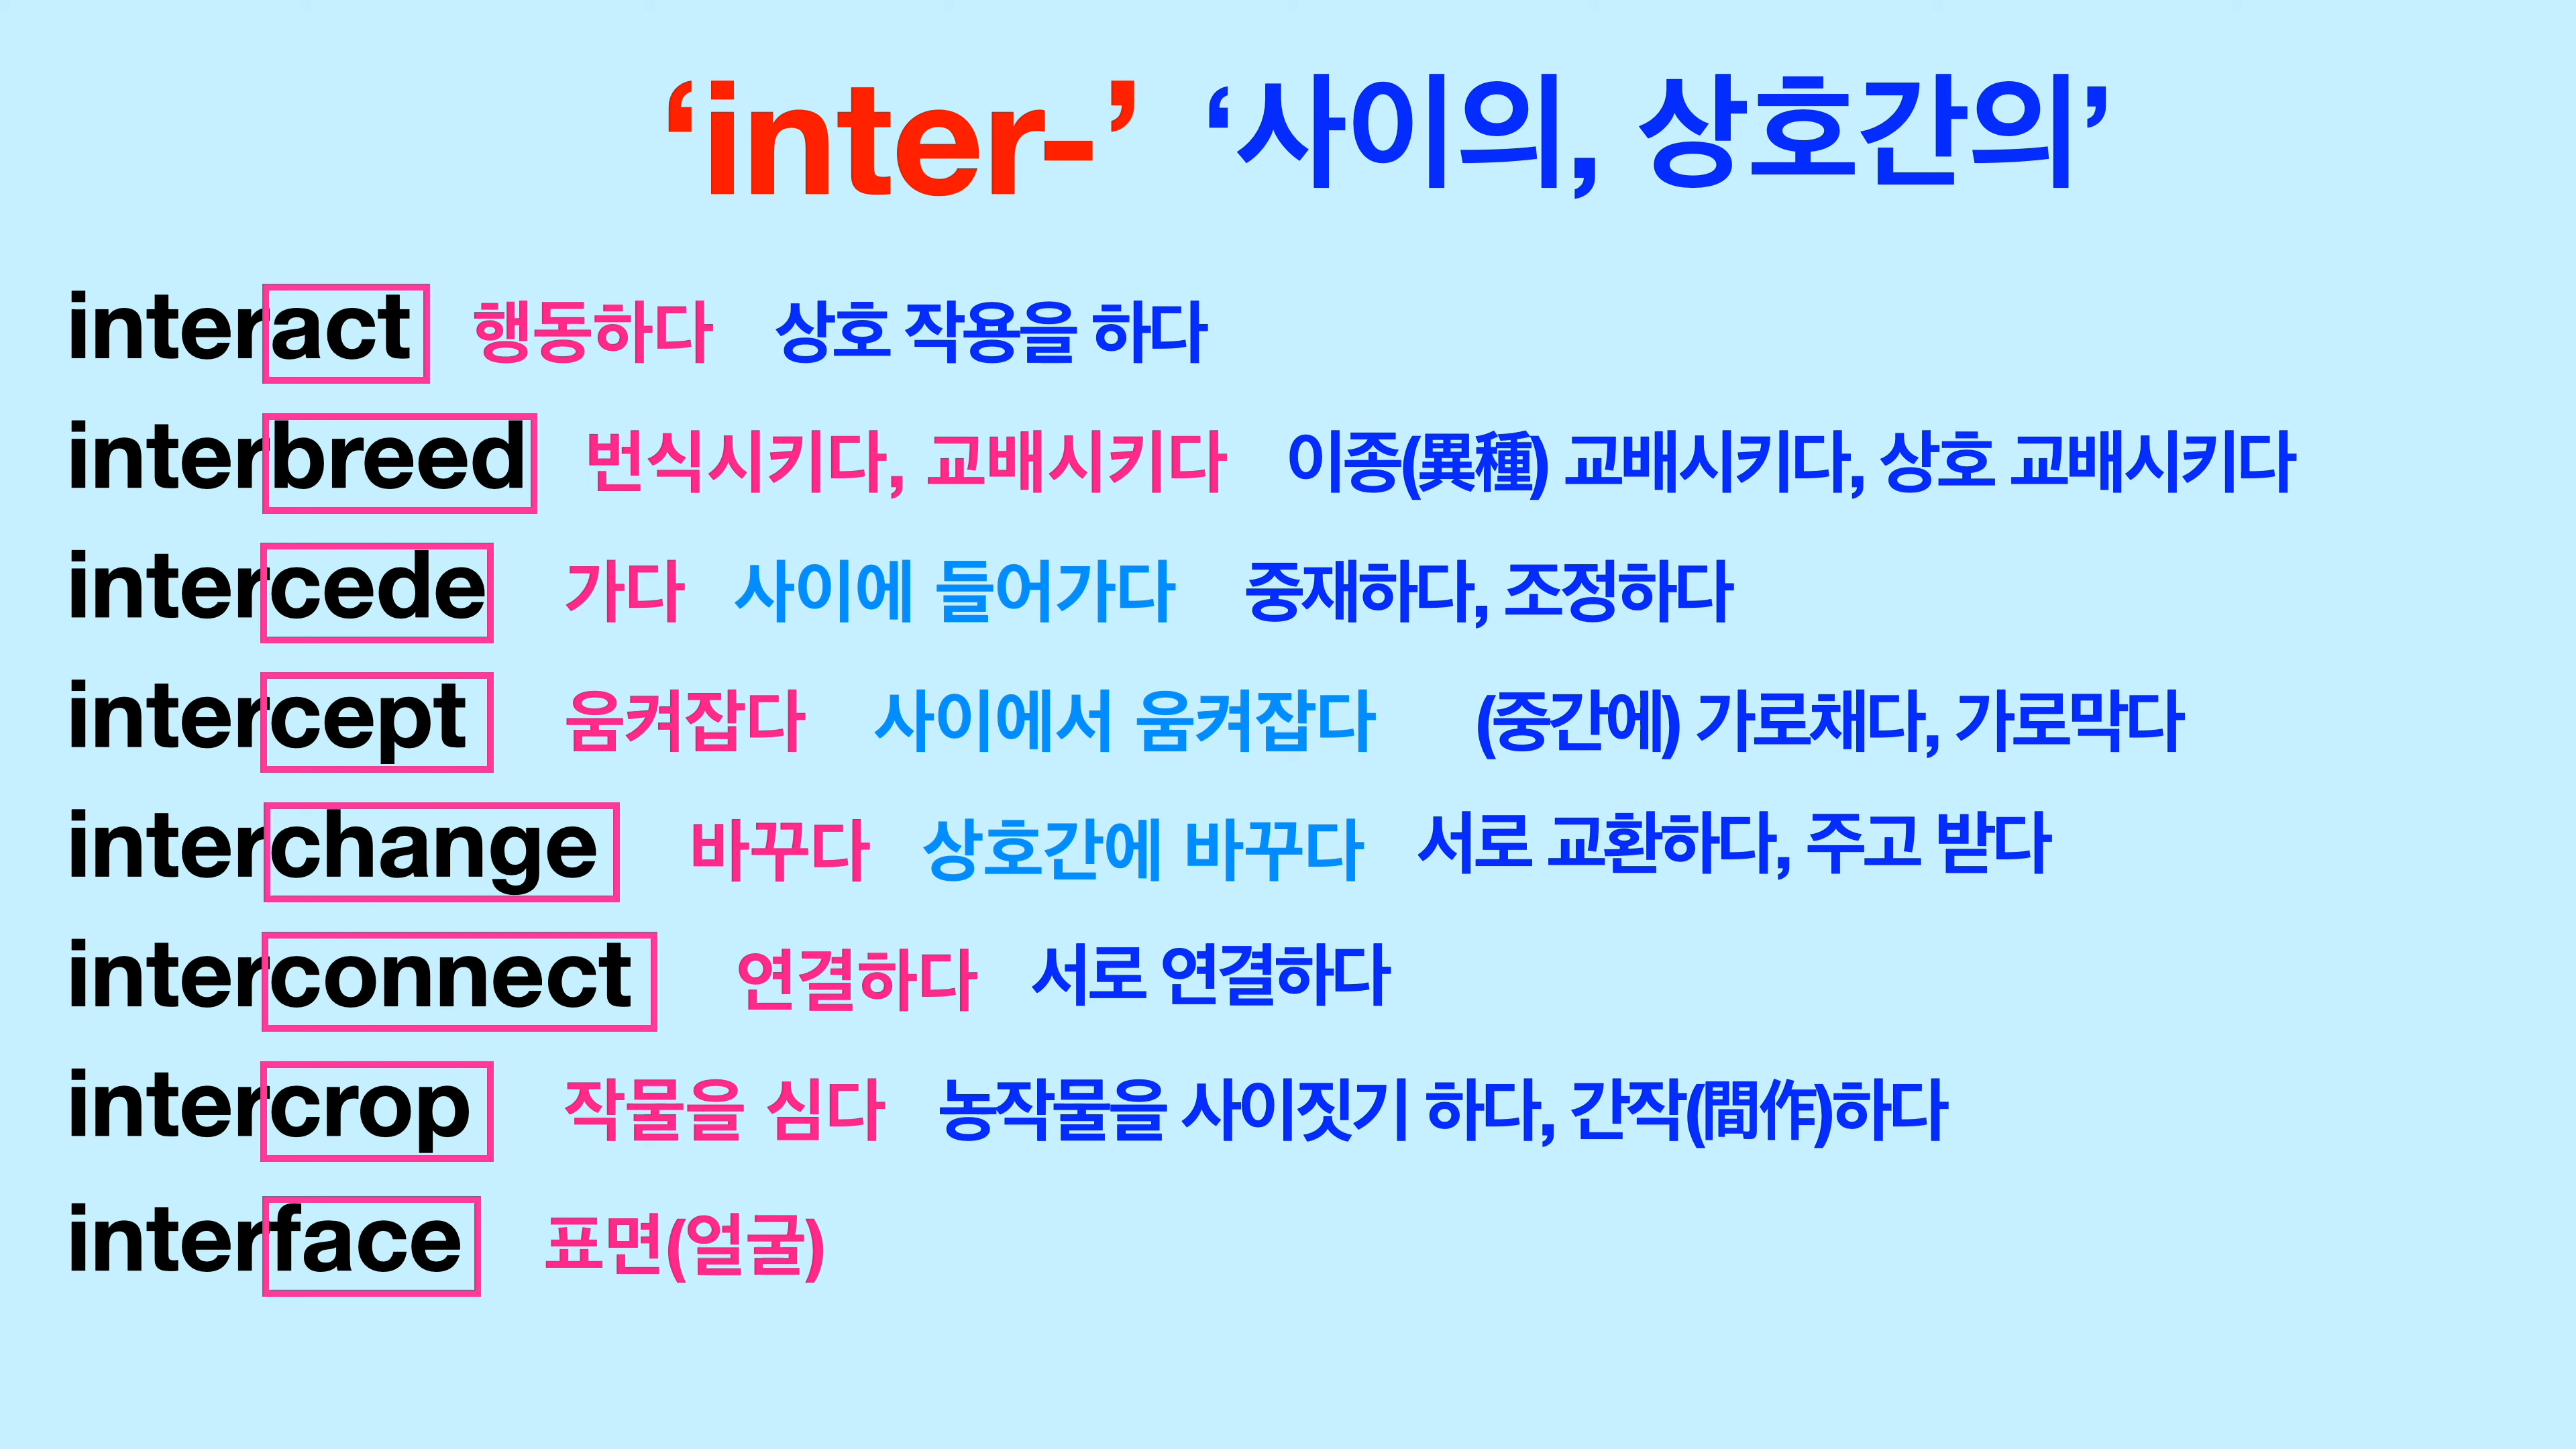 ‘inter-’ ‘사이의, 상호간의’
interact 행동하다 상호 작용을 하다
interbreed 번식시키다, 교배시키다 이종(異種) 교배시키다, 상호 교배시키다
intercede 가다 사이에 들어가다 중재하다, 조정하다
intercept 움켜잡다 사이에서 움켜잡다 (중간에) 가로채다, 가로막다
interchange 바꾸다 상호간에 바꾸다 서로 교환하다, 주고 받다
interconnect 연결하다 서로 연결하다
intercrop 작물을 심다 농작물을 사이짓기 하다, 간작(間作)하다
interface 표면(얼굴)